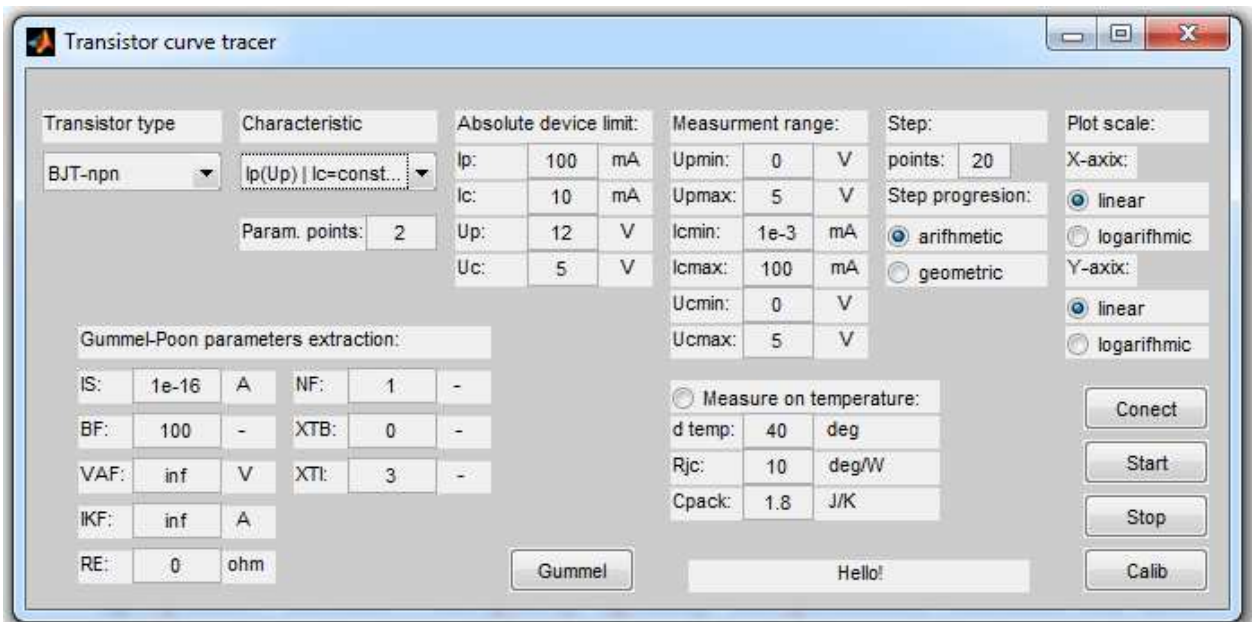 Transistor curve tracer
Transistor type
BJT-npn
Characteristic
Ip(Up) | Ic=const...
Param. points: 2
Absolute device limit:
Ip: 100 mA
Ic: 10 mA
Up: 12 V
Uc: 5 V
Measurment range:
Upmin: 0 V
Upmax: 5 V
Icmin: 1e-3 mA
Icmax: 100 mA
Ucmin: 0 V
Ucmax: 5 V
Step:
points: 20
Step progresion:
arifhmetic
geometric
Plot scale:
X-axix:
linear
logarifhmic
Y-axix:
linear
logarifhmic
Gummel-Poon parameters extraction:
IS: 1e-16 A NF: 1 -
BF: 100 - XTB: 0 -
VAF: inf V XTI: 3 -
IKF: inf A
RE: 0 ohm
Gummel
Measure on temperature:
d temp: 40 deg
Rjc: 10 deg/W
Cpack: 1.8 J/K
Hello!
Conect
Start
Stop
Calib